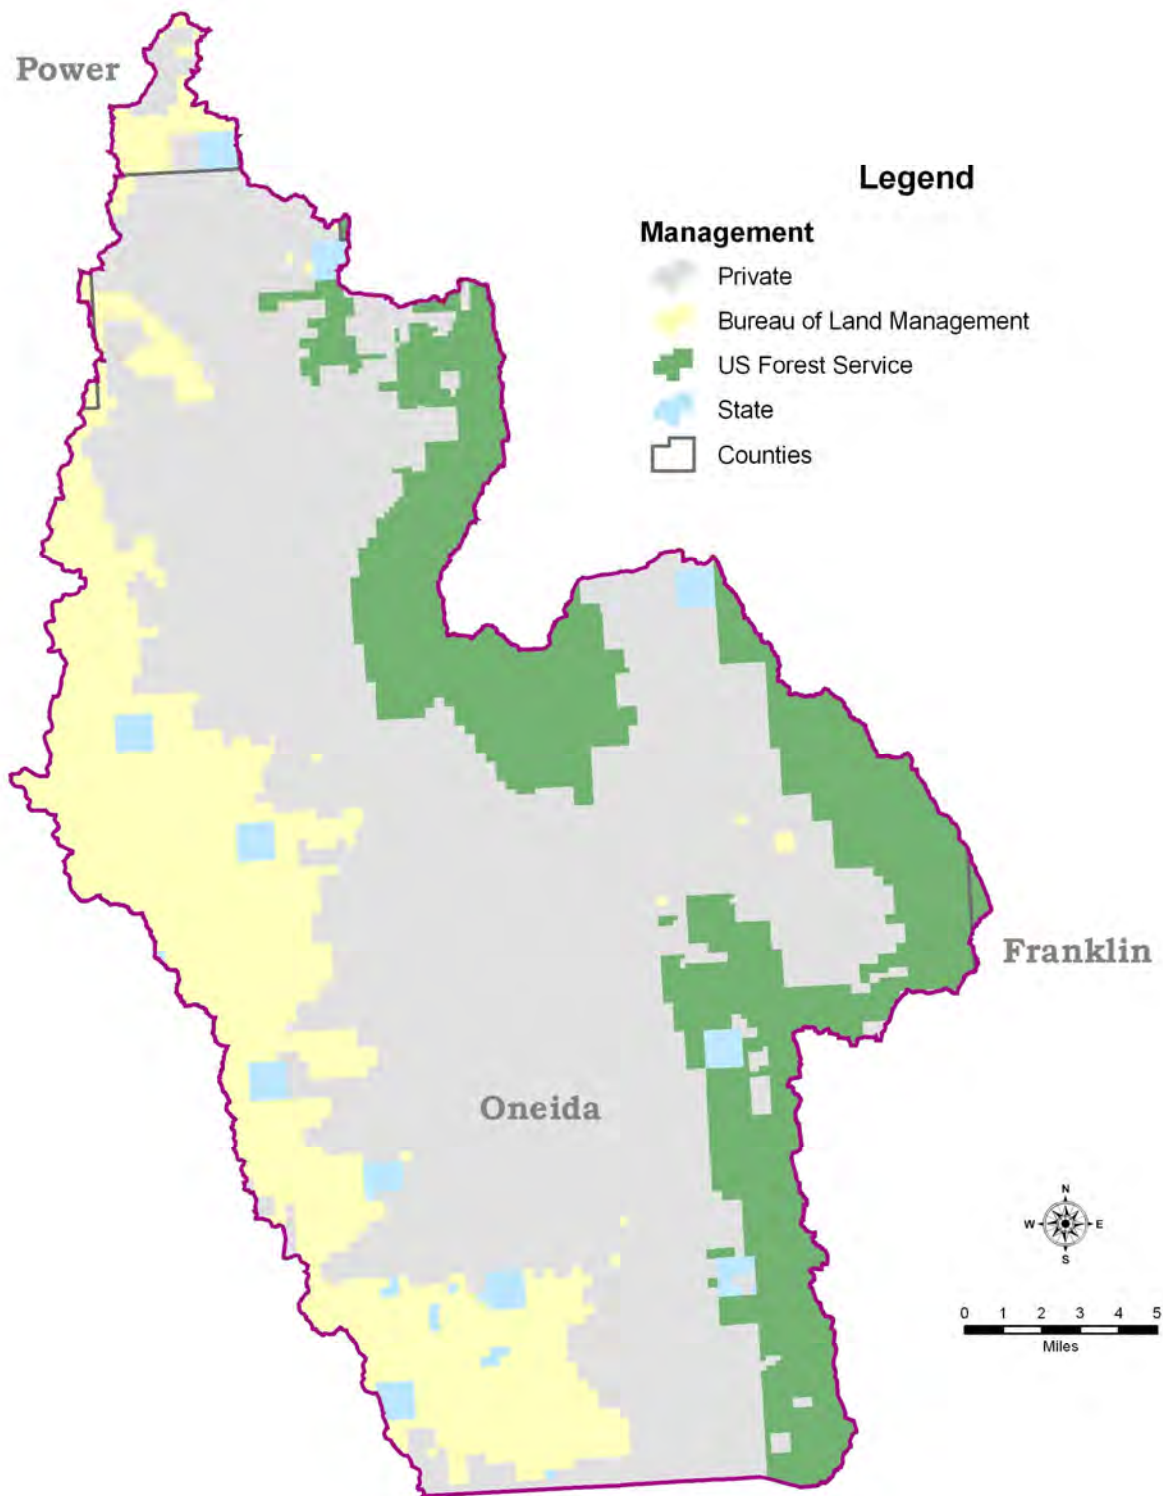 Power
Legend
Management
Private
Bureau of Land Management
US Forest Service
State
Counties
Franklin
Oneida
N
W E
S
0 1 2 3 4 5
Miles